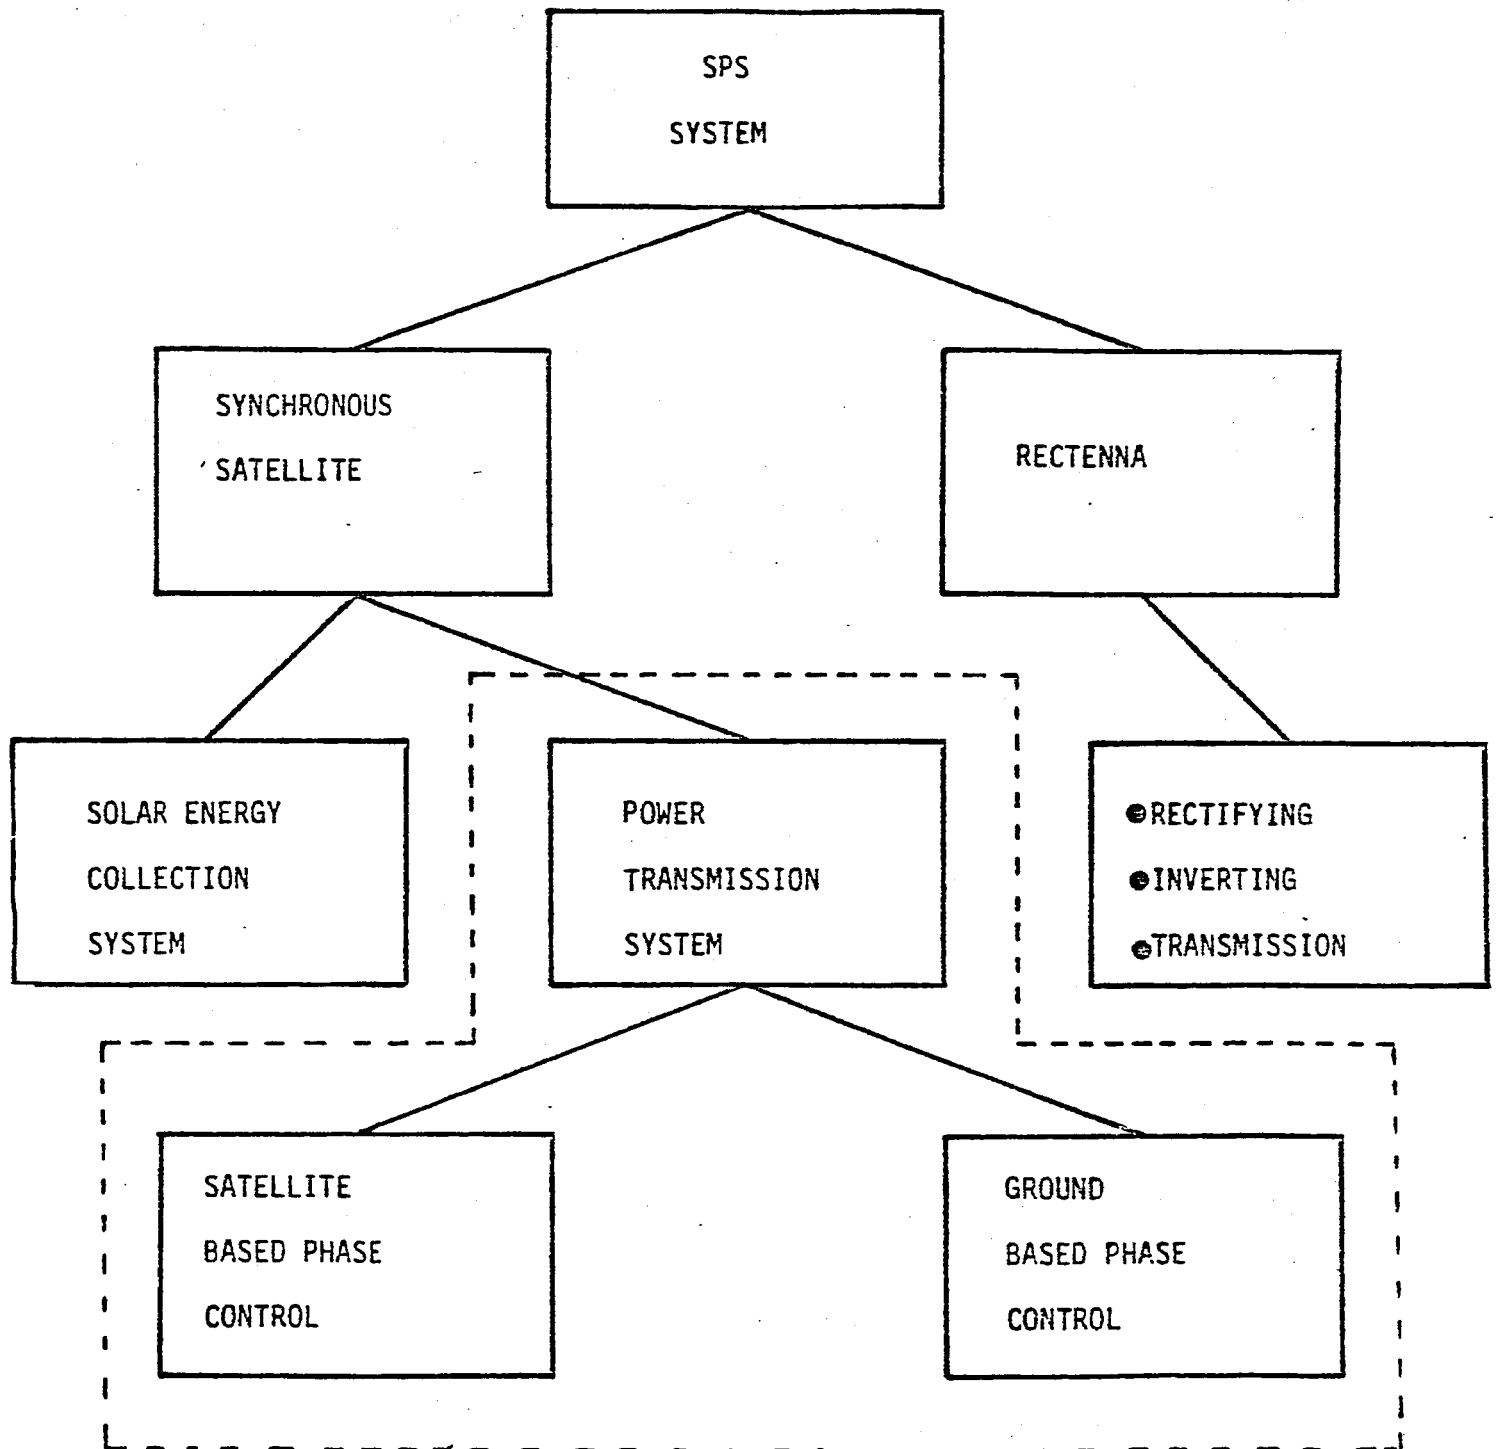 SPS
SYSTEM
SYNCHRONOUS
SATELLITE
RECTENNA
SOLAR ENERGY
COLLECTION
SYSTEM
POWER
TRANSMISSION
SYSTEM
●RECTIFYING
●INVERTING
●TRANSMISSION
SATELLITE
BASED PHASE
CONTROL
GROUND
BASED PHASE
CONTROL